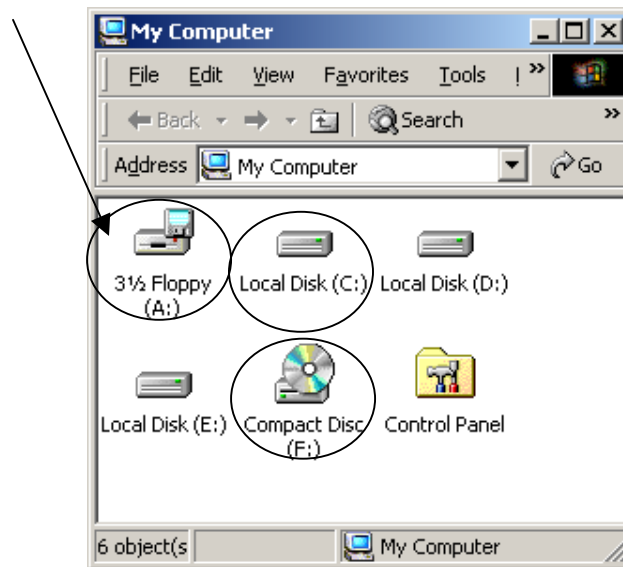 My Computer
File Edit View Favorites Tools »
Back Search »
Address My Computer Go
3½ Floppy (A:)
Local Disk (C:)
Local Disk (D:)
Local Disk (E:)
Compact Disc (F:)
Control Panel
6 object(s
My Computer